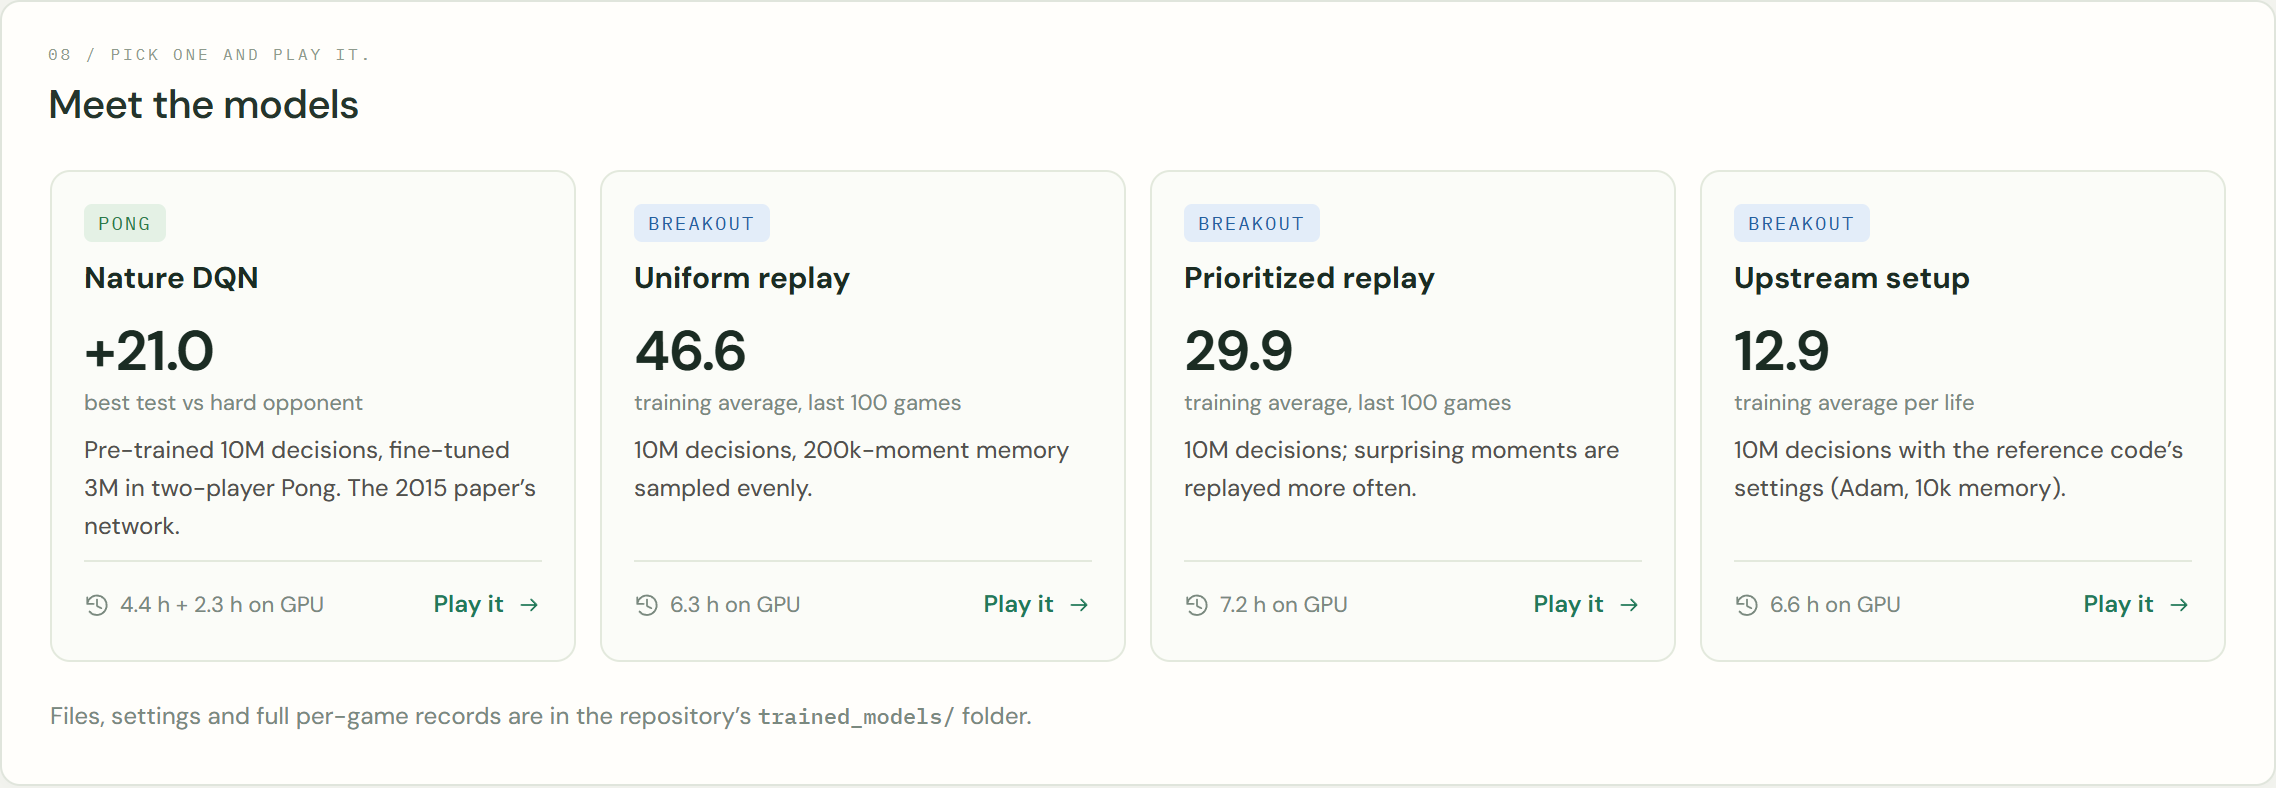 08 / PICK ONE AND PLAY IT.
Meet the models
PONG
Nature DQN
+21.0
best test vs hard opponent
Pre-trained 10M decisions, fine-tuned
3M in two-player Pong. The 2015 paper’s
network.
4.4 h + 2.3 h on GPU
Play it →
BREAKOUT
Uniform replay
46.6
training average, last 100 games
10M decisions, 200k-moment memory
sampled evenly.
6.3 h on GPU
Play it →
BREAKOUT
Prioritized replay
29.9
training average, last 100 games
10M decisions; surprising moments are
replayed more often.
7.2 h on GPU
Play it →
BREAKOUT
Upstream setup
12.9
training average per life
10M decisions with the reference code’s
settings (Adam, 10k memory).
6.6 h on GPU
Play it →
Files, settings and full per-game records are in the repository’s trained_models/ folder.